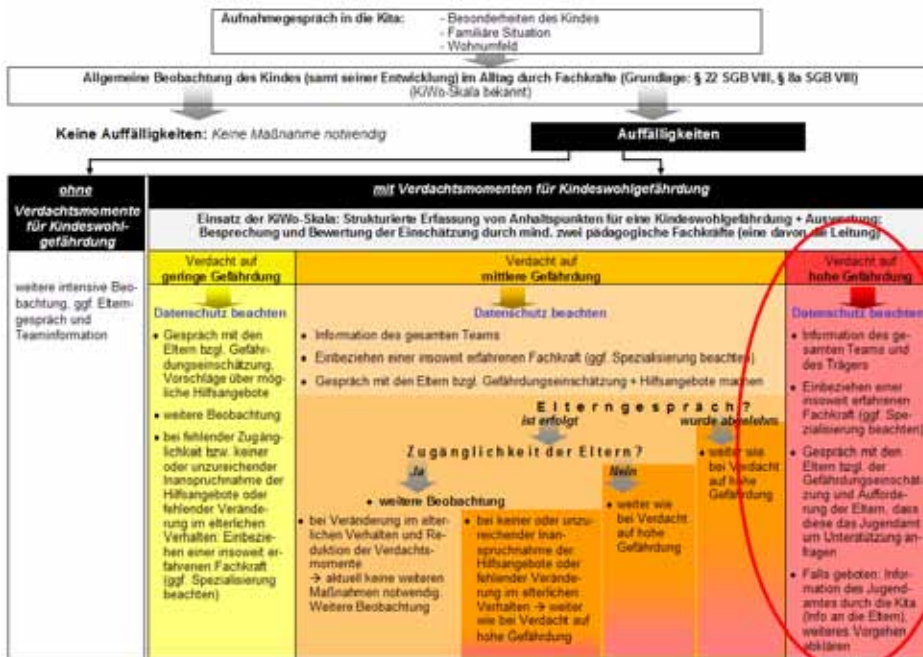 Aufnahmegespräch in die Kita:
- Besonderheiten des Kindes
- Familiäre Situation
- Wohnumfeld
Allgemeine Beobachtung des Kindes (samt seiner Entwicklung) im Alltag durch Fachkräfte (Grundlage: § 22 SGB VIII, § 8a SGB VIII)
(KiWo-Skala bekannt)
Keine Auffälligkeiten: Keine Maßnahme notwendig
Auffälligkeiten
ohne
Verdachtsmomente
für Kindeswohl-
gefährdung
weitere intensive Beo-
bachtung, ggf. Eltern-
gespräch und
Teaminformation
mit Verdachtsmomenten für Kindeswohlgefährdung
Einsatz der KiWo-Skala: Strukturierte Erfassung von Anhaltspunkten für eine Kindeswohlgefährdung + Auswertung;
Besprechung und Bewertung der Einschätzung durch mind. zwei pädagogische Fachkräfte (eine davon die Leitung)
Verdacht auf
geringe Gefährdung
Datenschutz beachten
• Gespräch mit den
Eltern bzgl. Gefähr-
dungseinschätzung,
Vorschläge über mög-
liche Hilfsangebote
• weitere Beobachtung
• bei fehlender Zugäng-
lichkeit bzw. keiner
oder unzureichender
Inanspruchnahme der
Hilfsangebote oder
fehlender Veränderung
im elterlichen
Verhalten: Einbezie-
hen einer insoweit er-
fahrenen Fachkraft
(ggf. Spezialisierung
beachten)
Verdacht auf
mittlere Gefährdung
Datenschutz beachten
• Information des gesamten Teams
• Einbeziehen einer insoweit erfahrenen Fachkraft (ggf. Spezialisierung beachten)
• Gespräch mit den Eltern bzgl. Gefährdungseinschätzung + Hilfsangebote machen
Elterngespräch?
ist erfolgt
wurde abgelehnt
Zugänglichkeit der Eltern?
Ja
Nein
• weitere Beobachtung
• bei Veränderung im elter-
lichen Verhalten und Re-
duktion der Verdachts-
momente
→ aktuell keine weiteren
Maßnahmen notwendig.
Weitere Beobachtung
• bei keiner oder unzu-
reichender Inan-
spruchnahme der
Hilfsangebote oder
fehlender Veränderung
im elterlichen
Verhalten → weiter
wie bei Verdacht auf
hohe Gefährdung
• weiter wie
bei Verdacht
auf hohe
Gefährdung
• weiter wie
bei Verdacht
auf hohe
Gefährdung
Verdacht auf
hohe Gefährdung
Datenschutz beachten
• Information des ge-
samten Teams und
des Trägers
• Einbeziehen einer
insoweit erfahrenen
Fachkraft (ggf. Spezi-
alisierung beachten)
• Gespräch mit den
Eltern bzgl. der
Gefährdungseinschät-
zung und Aufforde-
rung der Eltern, dass
diese das Jugendamt
um Unterstützung an-
fragen
• Falls geboten: Infor-
mation des Jugend-
amtes durch die Kita
(Info an die Eltern),
weiteres Vorgehen
abklären